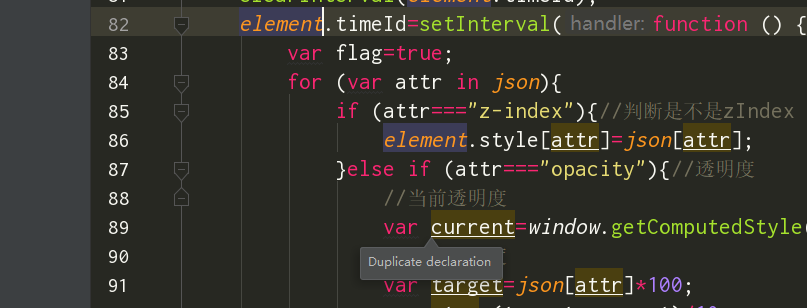 82 element.timeId=setInterval( handler: function () {
83 var flag=true;
84 for (var attr in json){
85 if (attr==="z-index"){//判断是不是zIndex
86 element.style[attr]=json[attr];
87 }else if (attr==="opacity"){//透明度
88 //当前透明度
89 var current=window.getComputedStyle(
Duplicate declaration
90
91 var target=json[attr]*100;